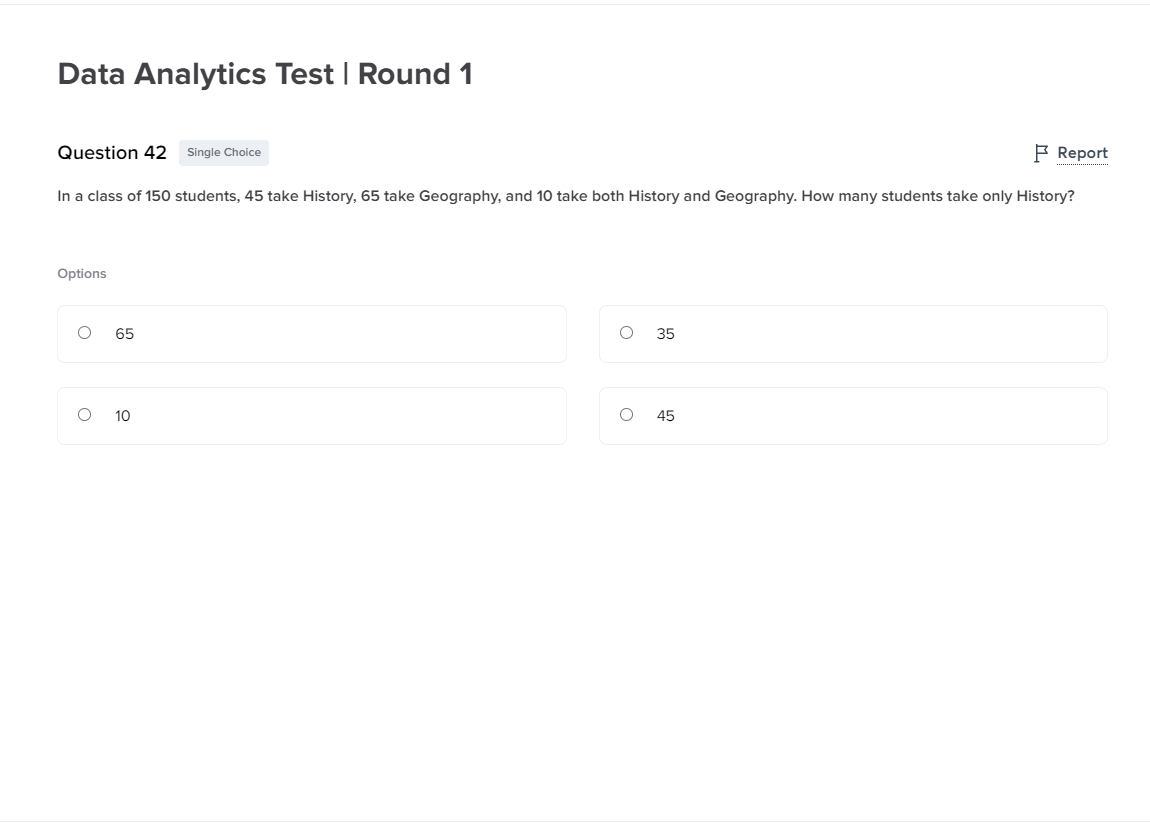 Data Analytics Test | Round 1
Question 42 Single Choice Report
In a class of 150 students, 45 take History, 65 take Geography, and 10 take both History and Geography. How many students take only History?
Options
65 35
10 45